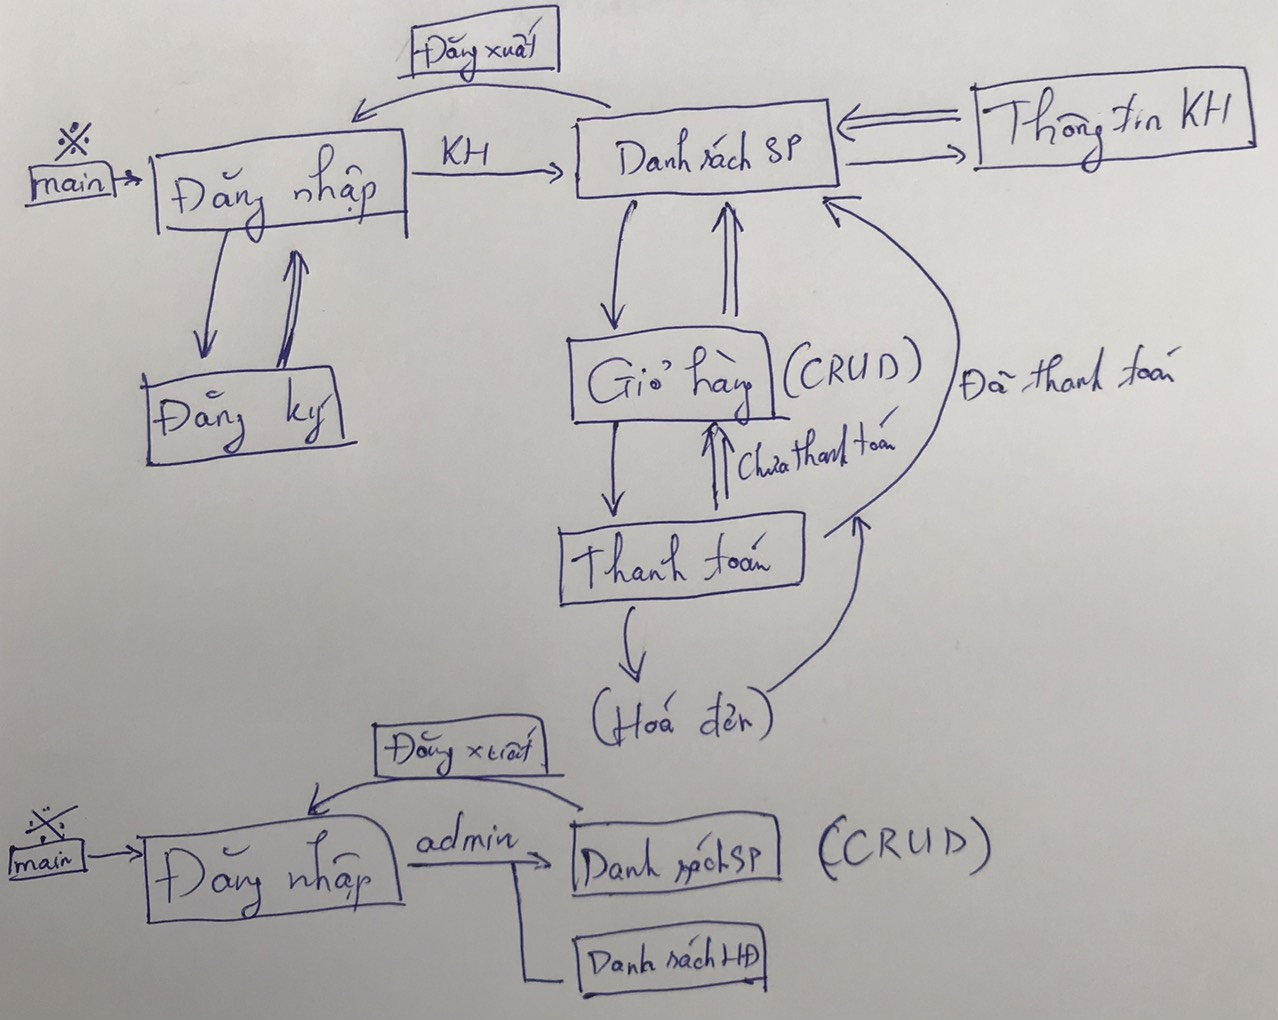 Đăng xuất
※
main
Đăng nhập
KH
Danh sách SP
Thông tin KH
Đăng ký
Giỏ hàng
(CRUD)
Đã thanh toán
Chưa thanh toán
Thanh toán
(Hoá đơn)
Đăng xuất
※
main
Đăng nhập
admin
Danh sách SP
(CRUD)
Danh sách HĐ